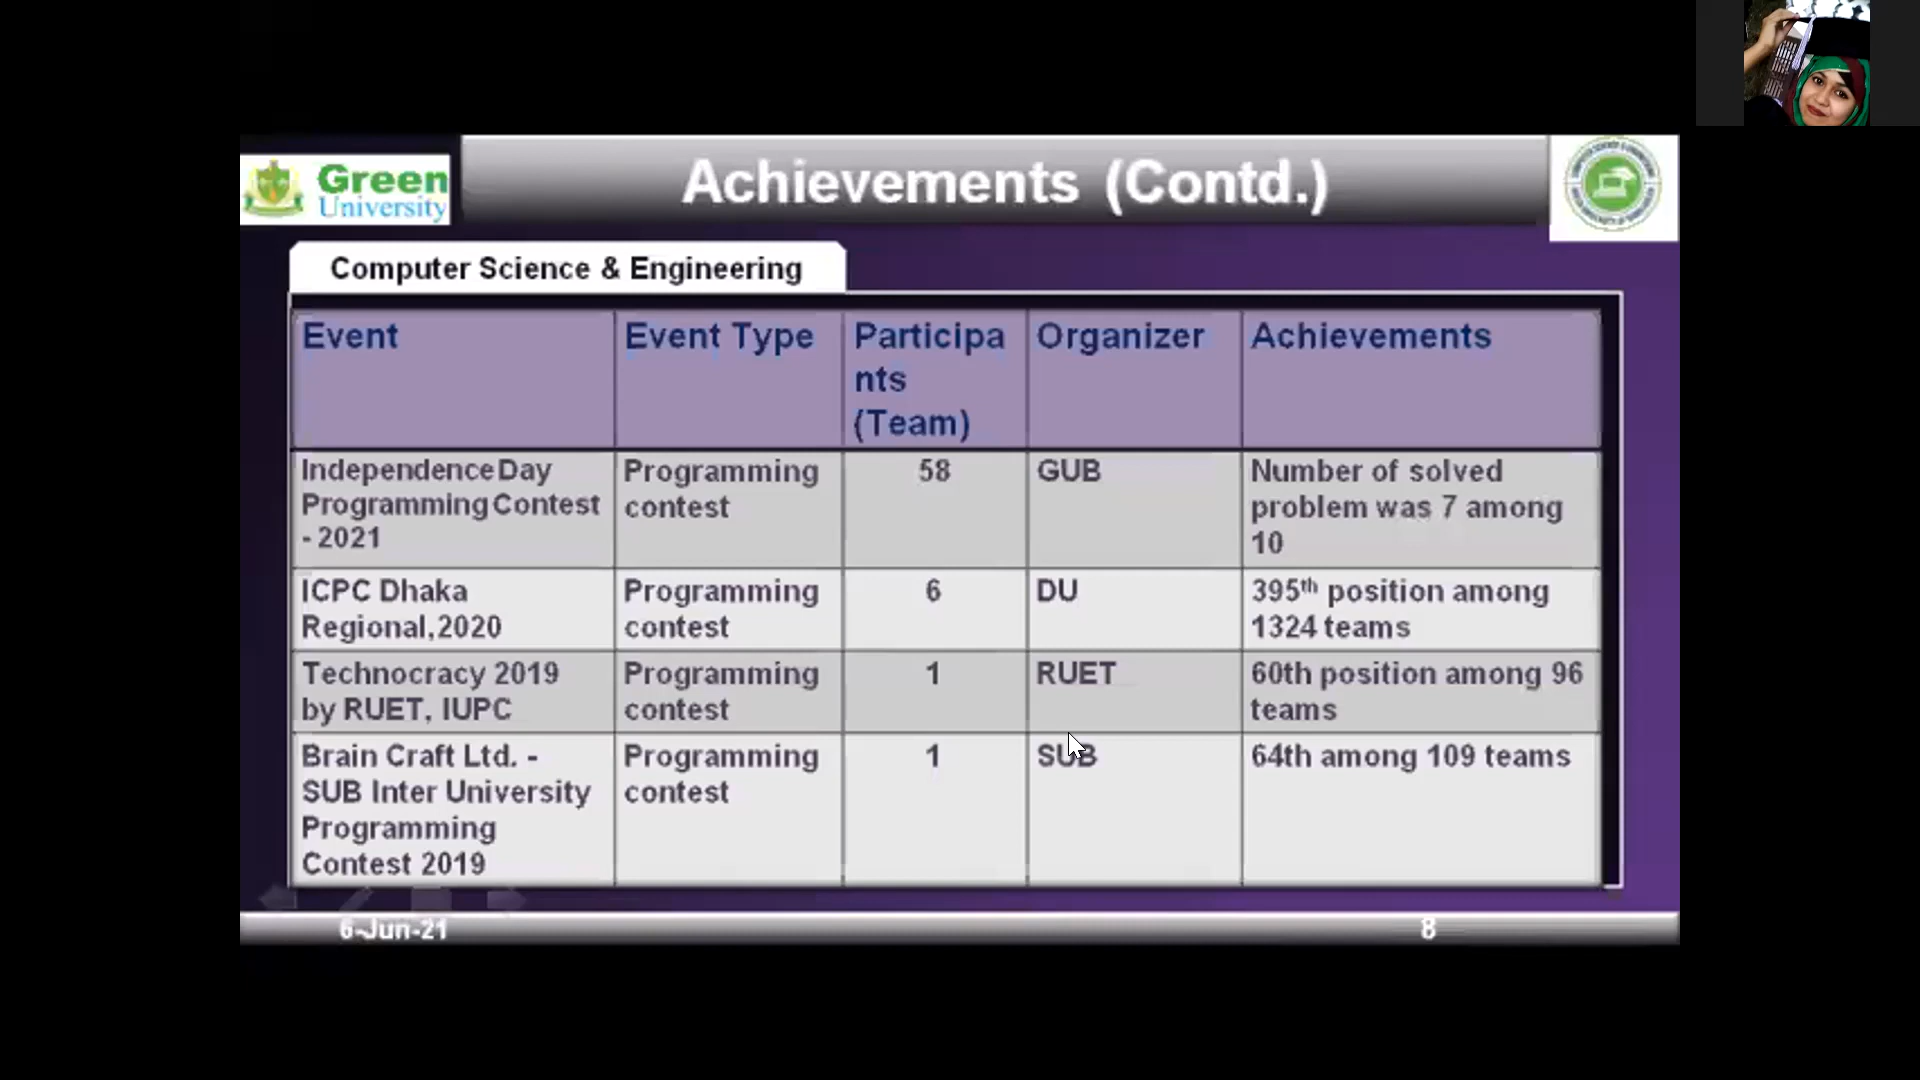 Achievements (Contd.)
Green
University
Computer Science & Engineering
Event
Event Type
Participa
nts
(Team)
Organizer
Achievements
Independence Day
Programming Contest
- 2021
Programming
contest
58
GUB
Number of solved
problem was 7 among
10
ICPC Dhaka
Regional,2020
Programming
contest
6
DU
395th position among
1324 teams
Technocracy 2019
by RUET, IUPC
Programming
contest
1
RUET
60th position among 96
teams
Brain Craft Ltd. -
SUB Inter University
Programming
Contest 2019
Programming
contest
1
SUB
64th among 109 teams
6-Jun-21
8